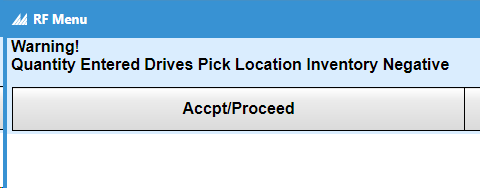 RF Menu
Warning!
Quantity Entered Drives Pick Location Inventory Negative
Accpt/Proceed